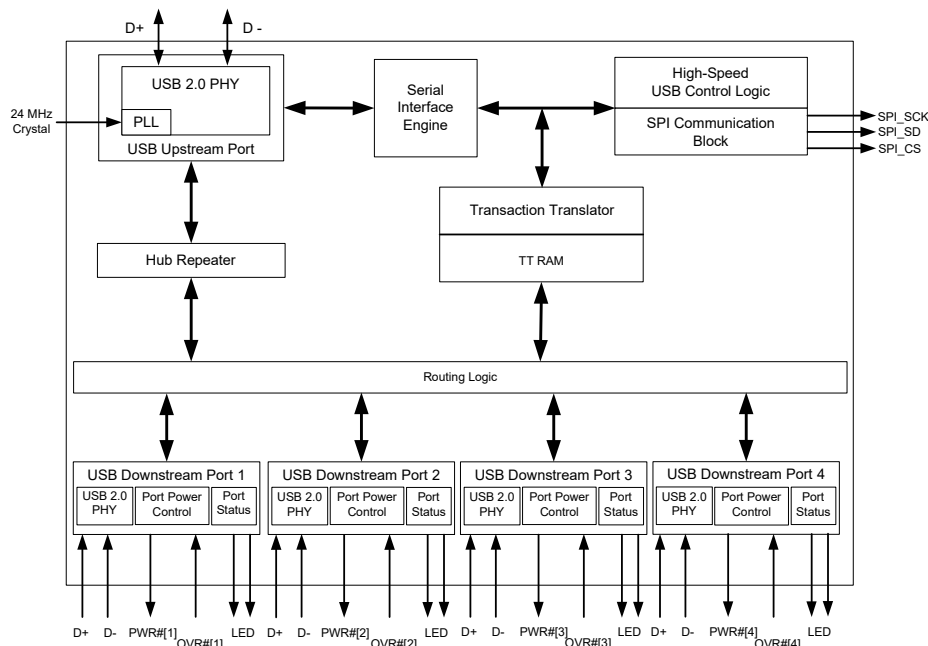 D+ D -
USB 2.0 PHY
PLL
USB Upstream Port
24 MHz
Crystal
Serial
Interface
Engine
High-Speed
USB Control Logic
SPI Communication
Block
SPI_SCK
SPI_SD
SPI_CS
Transaction Translator
TT RAM
Hub Repeater
Routing Logic
USB Downstream Port 1
USB 2.0
PHY
Port Power
Control
Port
Status
USB Downstream Port 2
USB 2.0
PHY
Port Power
Control
Port
Status
USB Downstream Port 3
USB 2.0
PHY
Port Power
Control
Port
Status
USB Downstream Port 4
USB 2.0
PHY
Port Power
Control
Port
Status
D+ D- PWR#[1] OVR#[1] LED
D+ D- PWR#[2] OVR#[2] LED
D+ D- PWR#[3] OVR#[3] LED
D+ D- PWR#[4] OVR#[4] LED